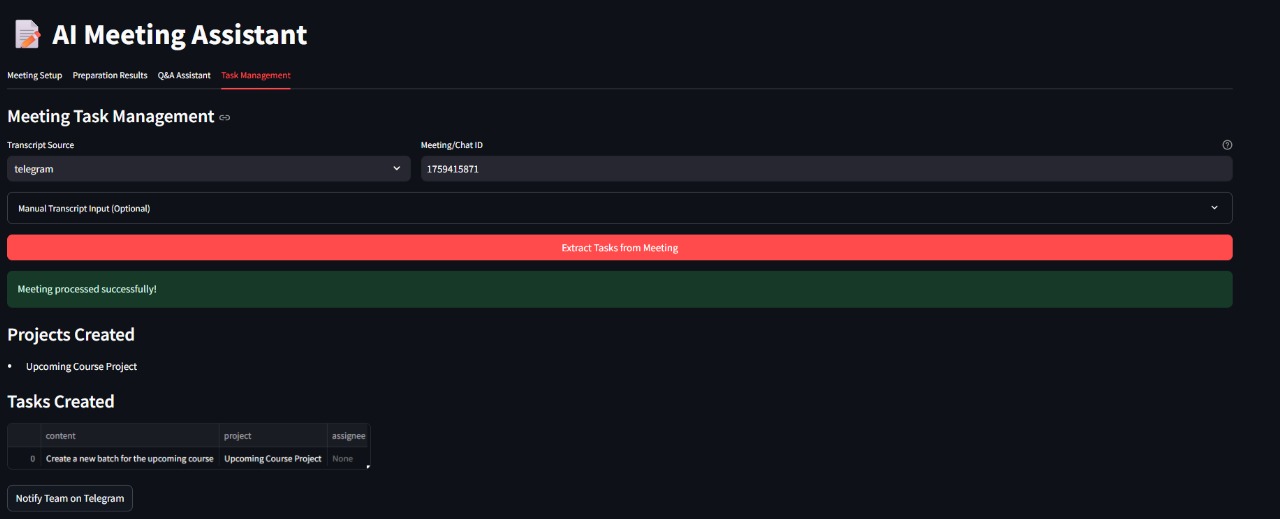 AI Meeting Assistant
Meeting Setup Preparation Results Q&A Assistant Task Management
Meeting Task Management
Transcript Source Meeting/Chat ID
telegram 1759415871
Manual Transcript Input (Optional)
Extract Tasks from Meeting
Meeting processed successfully!
Projects Created
• Upcoming Course Project
Tasks Created
content project assignee
0 Create a new batch for the upcoming course Upcoming Course Project None
Notify Team on Telegram